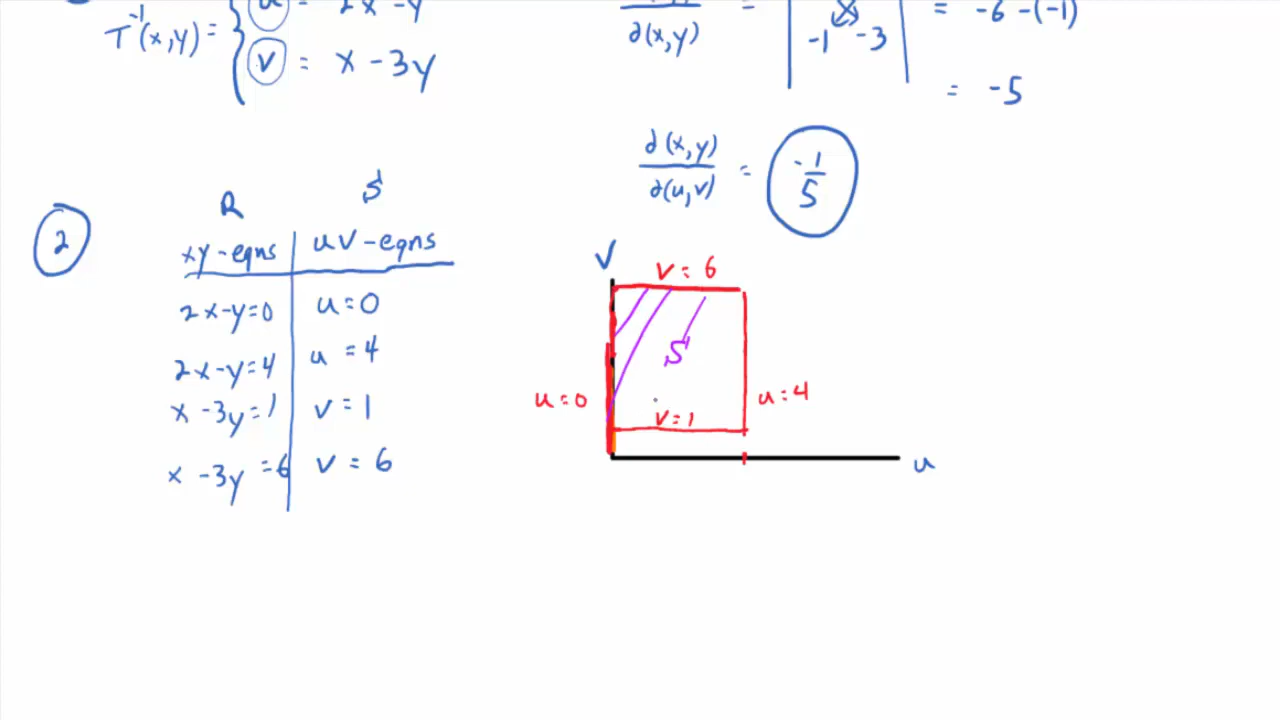 T⁻¹(x,y) = { u = 2x - y
v = x - 3y
∂(x,y) = | -1 -3 | = -6 -(-1)
= -5
∂(x,y)/∂(u,v) = -1/5
2
R S
xy-eqns uv-eqns
2x-y=0 u=0
2x-y=4 u=4
x-3y=1 v=1
x-3y=6 v=6
V
v=6
S
u=0
u=4
v=1
u